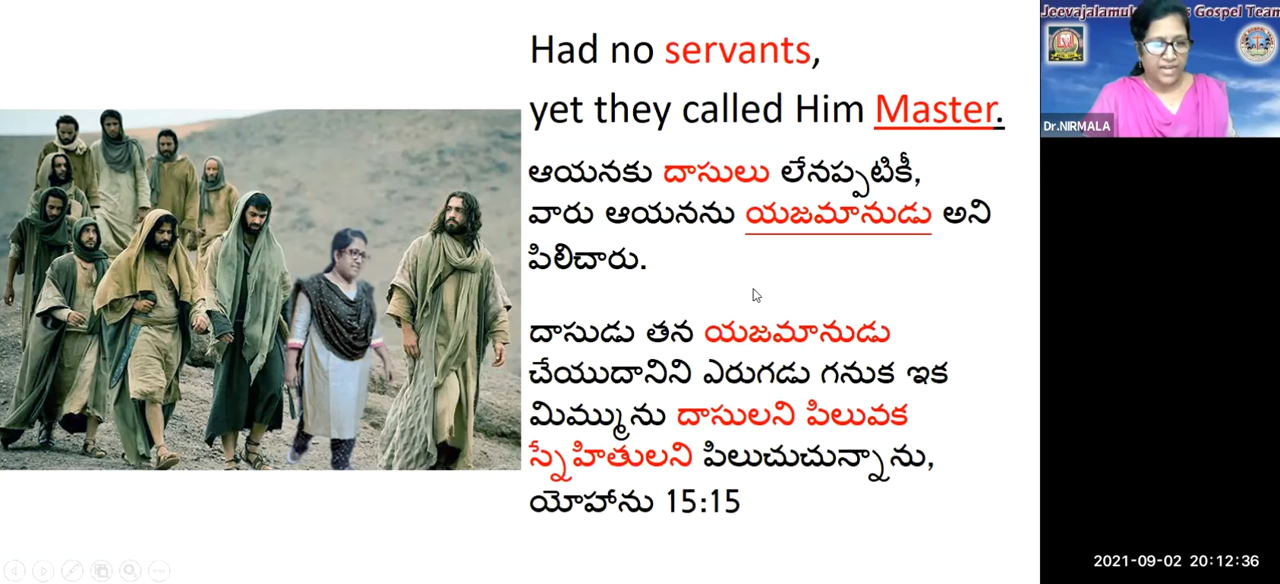 Had no servants,
yet they called Him Master.
ఆయనకు దాసులు లేనప్పటికీ,
వారు ఆయనను యజమానుడు అని
పిలిచారు.
దాసుడు తన యజమానుడు
చేయుదానిని ఎరుగడు గనుక ఇక
మిమ్మును దాసులని పిలువక
స్నేహితులని పిలుచుచున్నాను,
యోహాను 15:15
Gospel Team
Dr.NIRMALA
2021-09-02 20:12:36